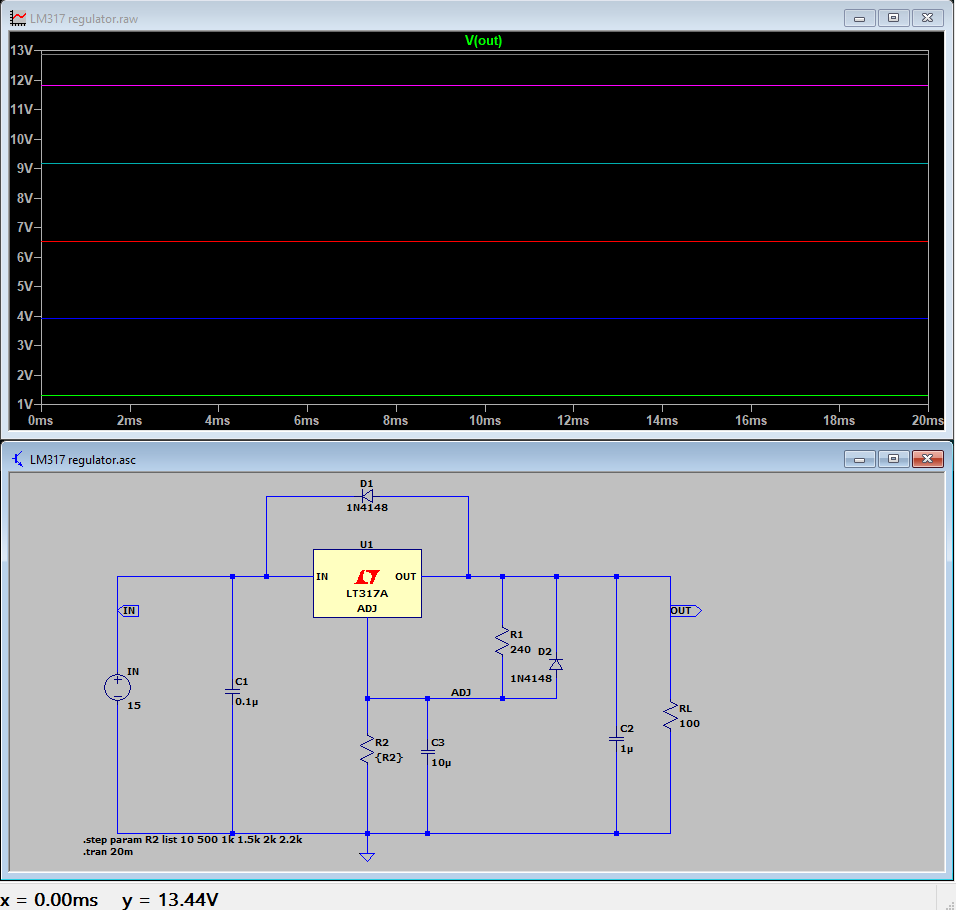 LM317 regulator.raw
V(out)
13V
12V
11V
10V
9V
8V
7V
6V
5V
4V
3V
2V
1V
0ms 2ms 4ms 6ms 8ms 10ms 12ms 14ms 16ms 18ms 20ms
LM317 regulator.asc
D1
1N4148
U1
IN OUT
LT317A
ADJ
IN
OUT
R1
240
D2
1N4148
ADJ
IN
15
C1
0.1µ
R2
{R2}
C3
10µ
C2
1µ
RL
100
.step param R2 list 10 500 1k 1.5k 2k 2.2k
.tran 20m
x = 0.00ms y = 13.44V